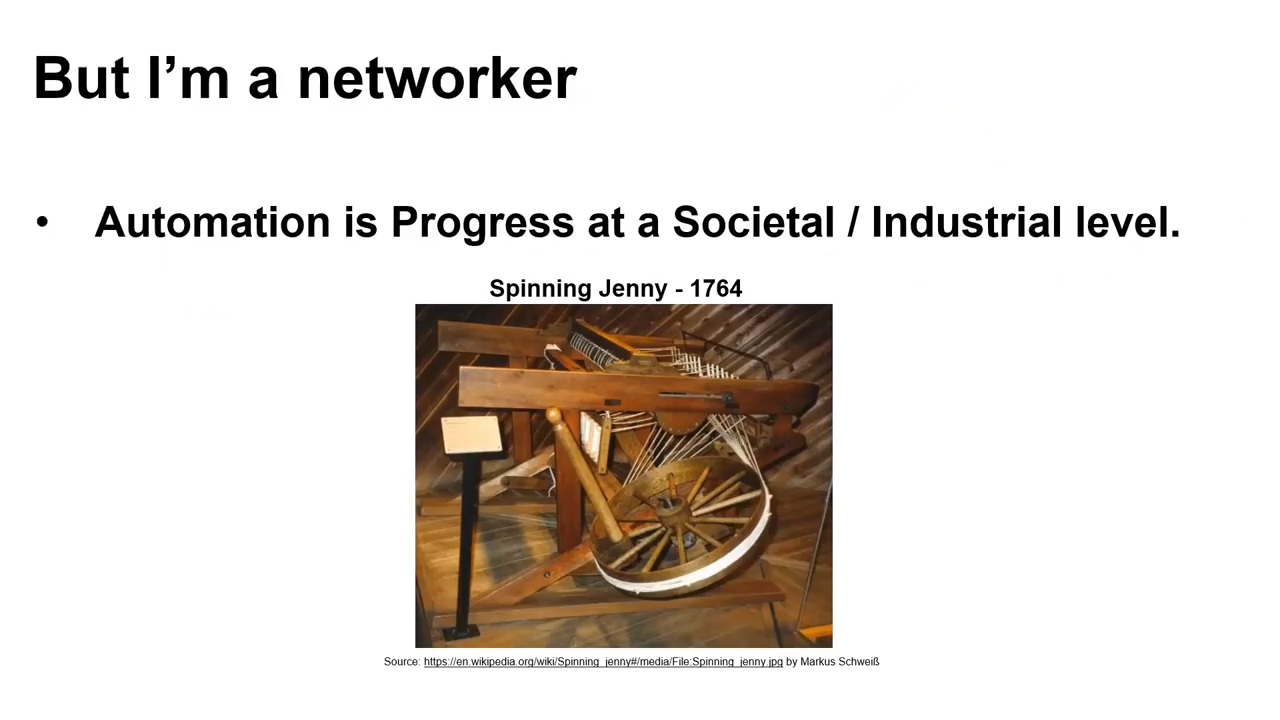 But I’m a networker
• Automation is Progress at a Societal / Industrial level.
Spinning Jenny - 1764
Source: https://en.wikipedia.org/wiki/Spinning_jenny#/media/File:Spinning_jenny.jpg by Markus Schweiß